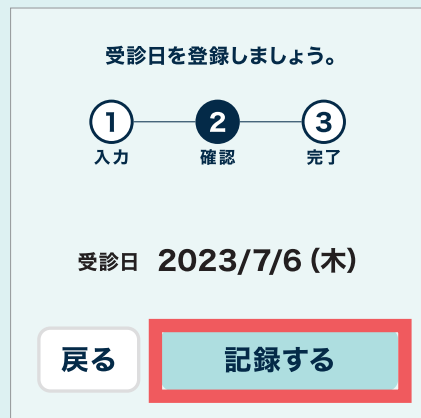 受診日を登録しましょう。
1 2 3
入力 確認 完了
受診日 2023/7/6(木)
戻る 記録する